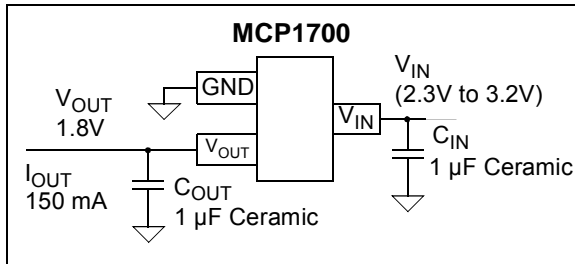 MCP1700
GND
V_IN
(2.3V to 3.2V)
V_OUT
1.8V
V_IN
V_OUT
C_IN
1 µF Ceramic
I_OUT
150 mA
C_OUT
1 µF Ceramic